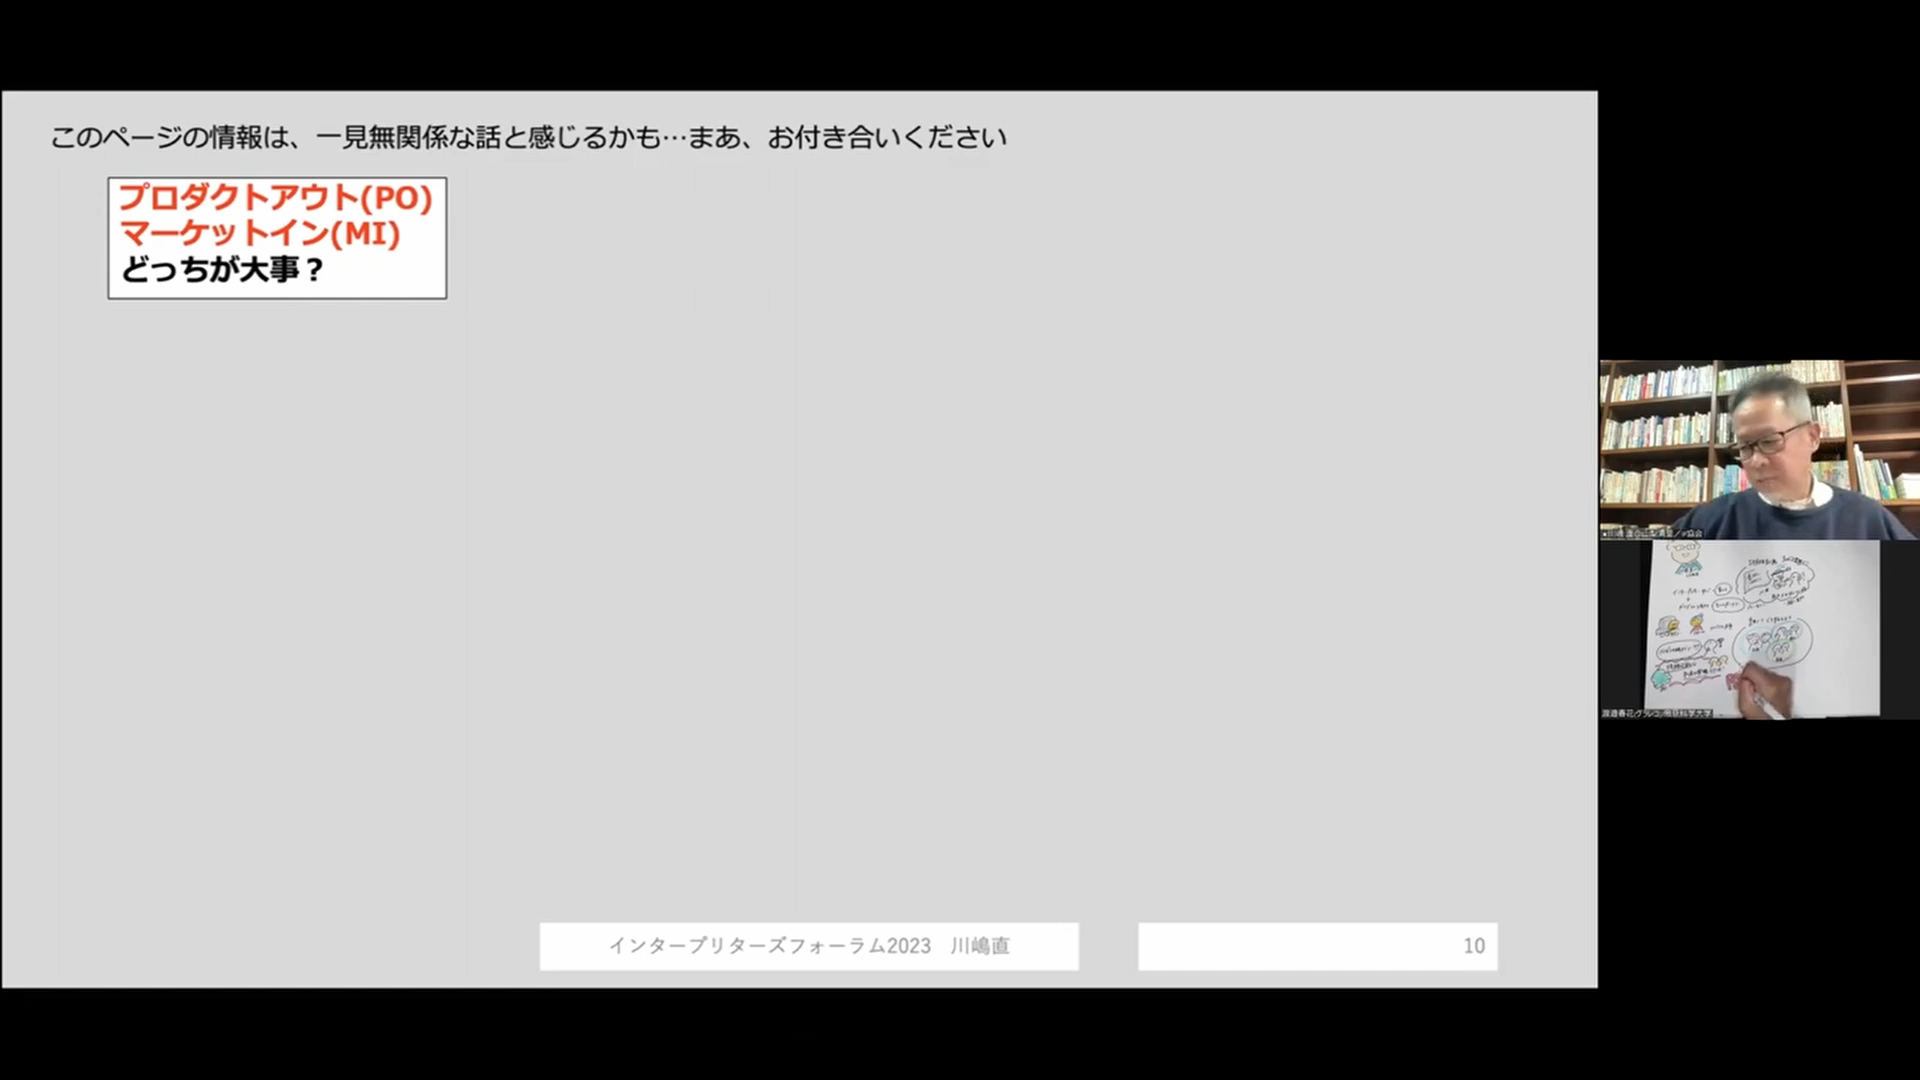 このページの情報は、一見無関係な話と感じるかも…まあ、お付き合いください
プロダクトアウト(PO)
マーケットイン(MI)
どっちが大事？
インタープリターズフォーラム2023　川嶋直
10